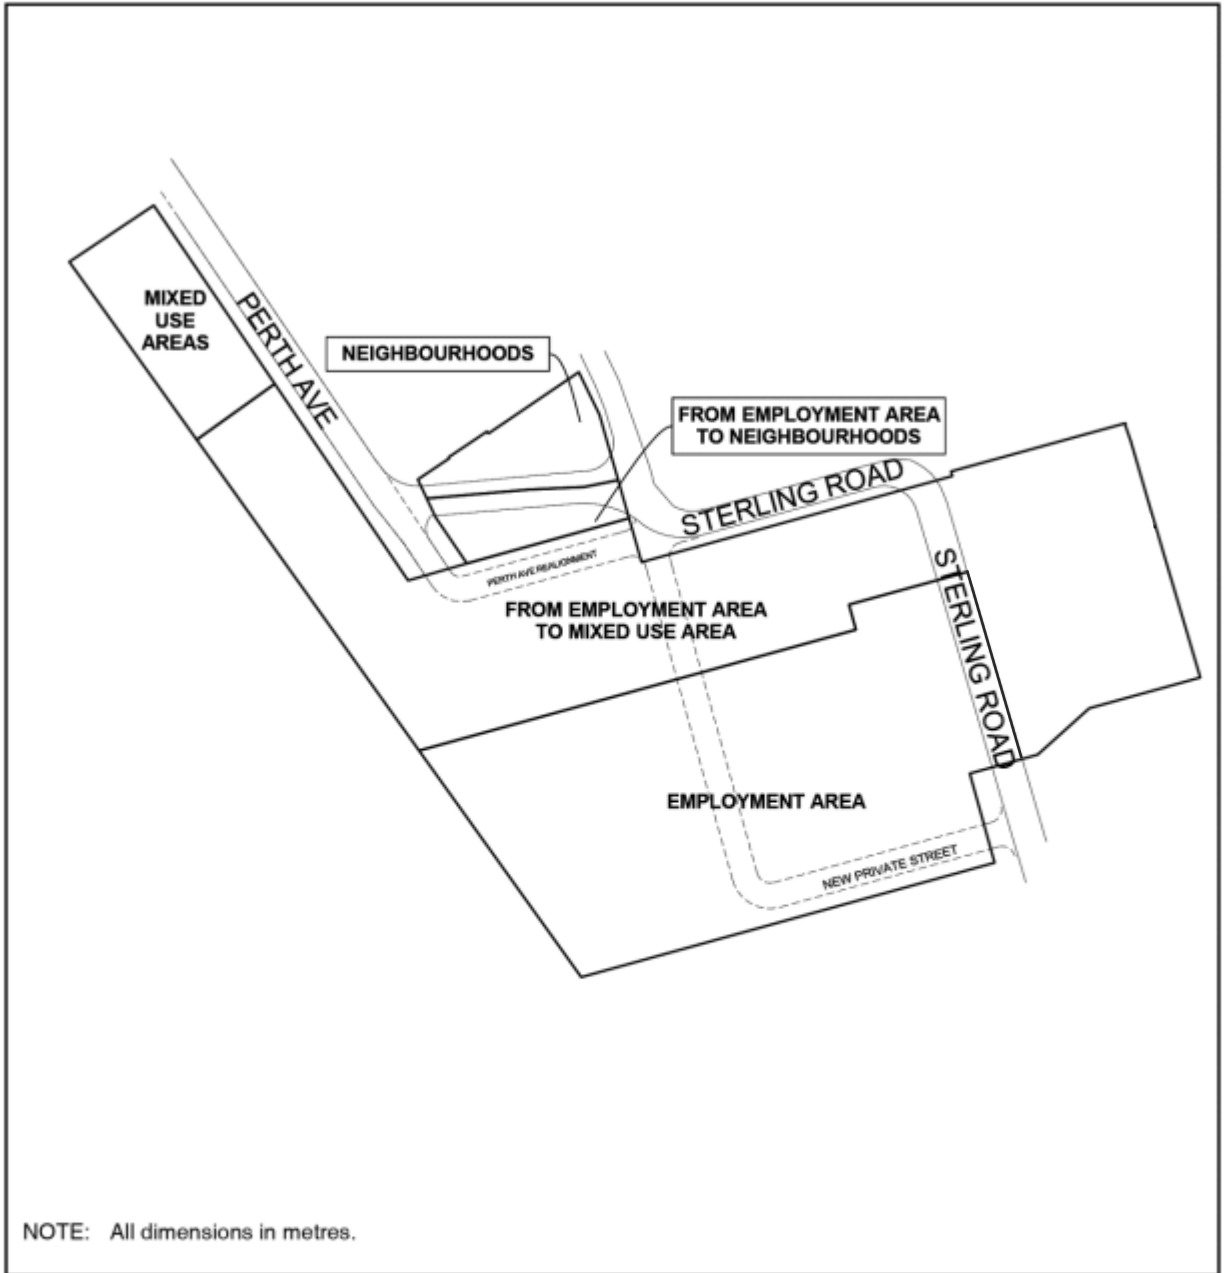 MIXED
USE
AREAS
PERTH AVE
NEIGHBOURHOODS
FROM EMPLOYMENT AREA
TO NEIGHBOURHOODS
STERLING ROAD
STERLING ROAD
PERTH AVE REALIGNMENT
FROM EMPLOYMENT AREA
TO MIXED USE AREA
EMPLOYMENT AREA
NEW PRIVATE STREET
NOTE: All dimensions in metres.